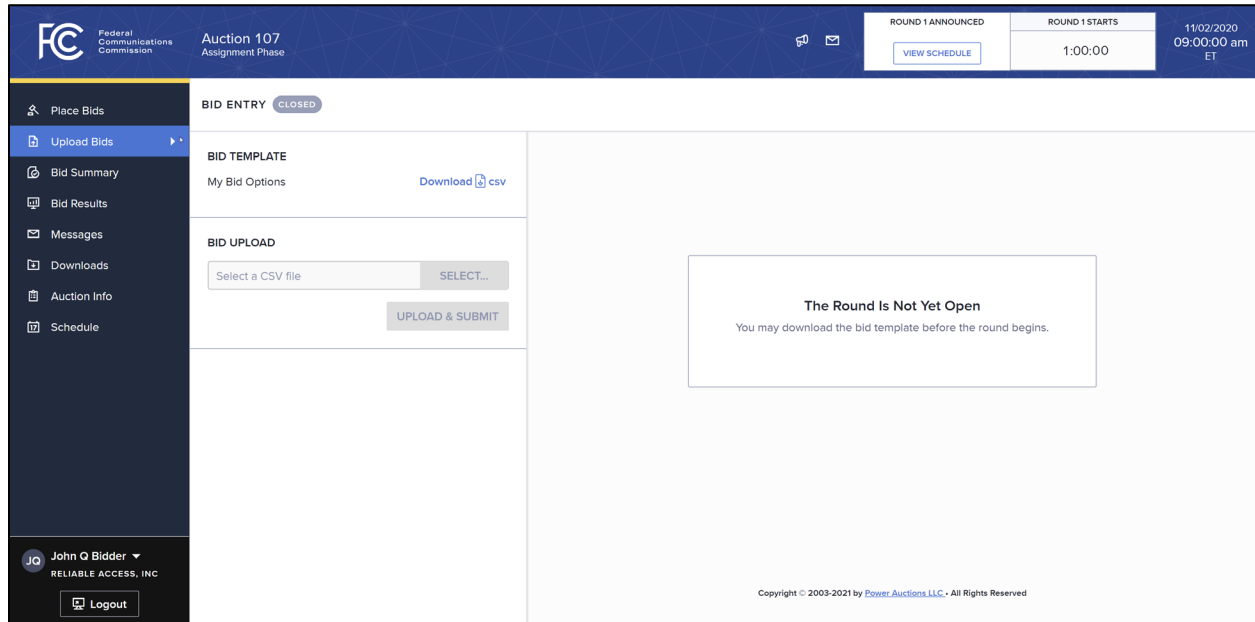 FCC
Federal
Communications
Commission
Auction 107
Assignment Phase
ROUND 1 ANNOUNCED
VIEW SCHEDULE
ROUND 1 STARTS
1:00:00
11/02/2020
09:00:00 am
ET
Place Bids
Upload Bids
Bid Summary
Bid Results
Messages
Downloads
Auction Info
17 Schedule
JQ John Q Bidder
RELIABLE ACCESS, INC
Logout
BID ENTRY CLOSED
BID TEMPLATE
My Bid Options Download csv
BID UPLOAD
Select a CSV file SELECT...
UPLOAD & SUBMIT
The Round Is Not Yet Open
You may download the bid template before the round begins.
Copyright © 2003-2021 by Power Auctions LLC • All Rights Reserved